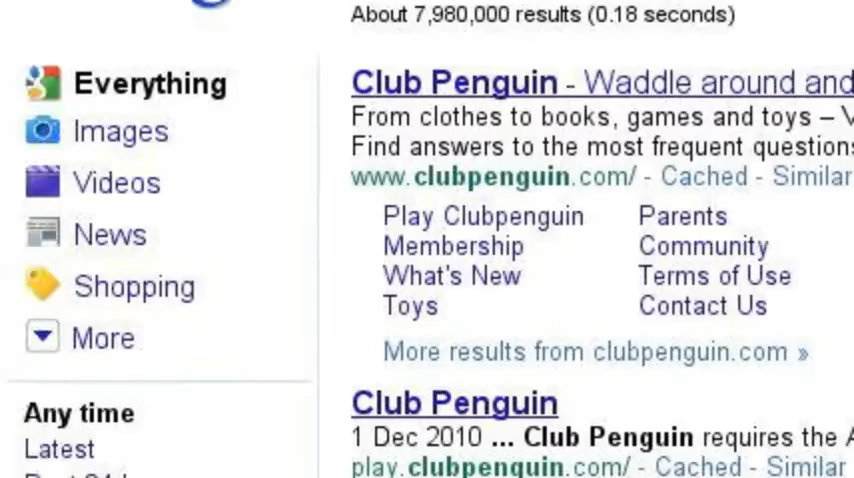 About 7,980,000 results (0.18 seconds)
Everything
Images
Videos
News
Shopping
More
Any time
Latest
Club Penguin - Waddle around and
From clothes to books, games and toys –
Find answers to the most frequent questions
www.clubpenguin.com/ - Cached - Similar
Play Clubpenguin Parents
Membership Community
What's New Terms of Use
Toys Contact Us
More results from clubpenguin.com »
Club Penguin
1 Dec 2010 ... Club Penguin requires the
play.clubpenguin.com/ - Cached - Similar